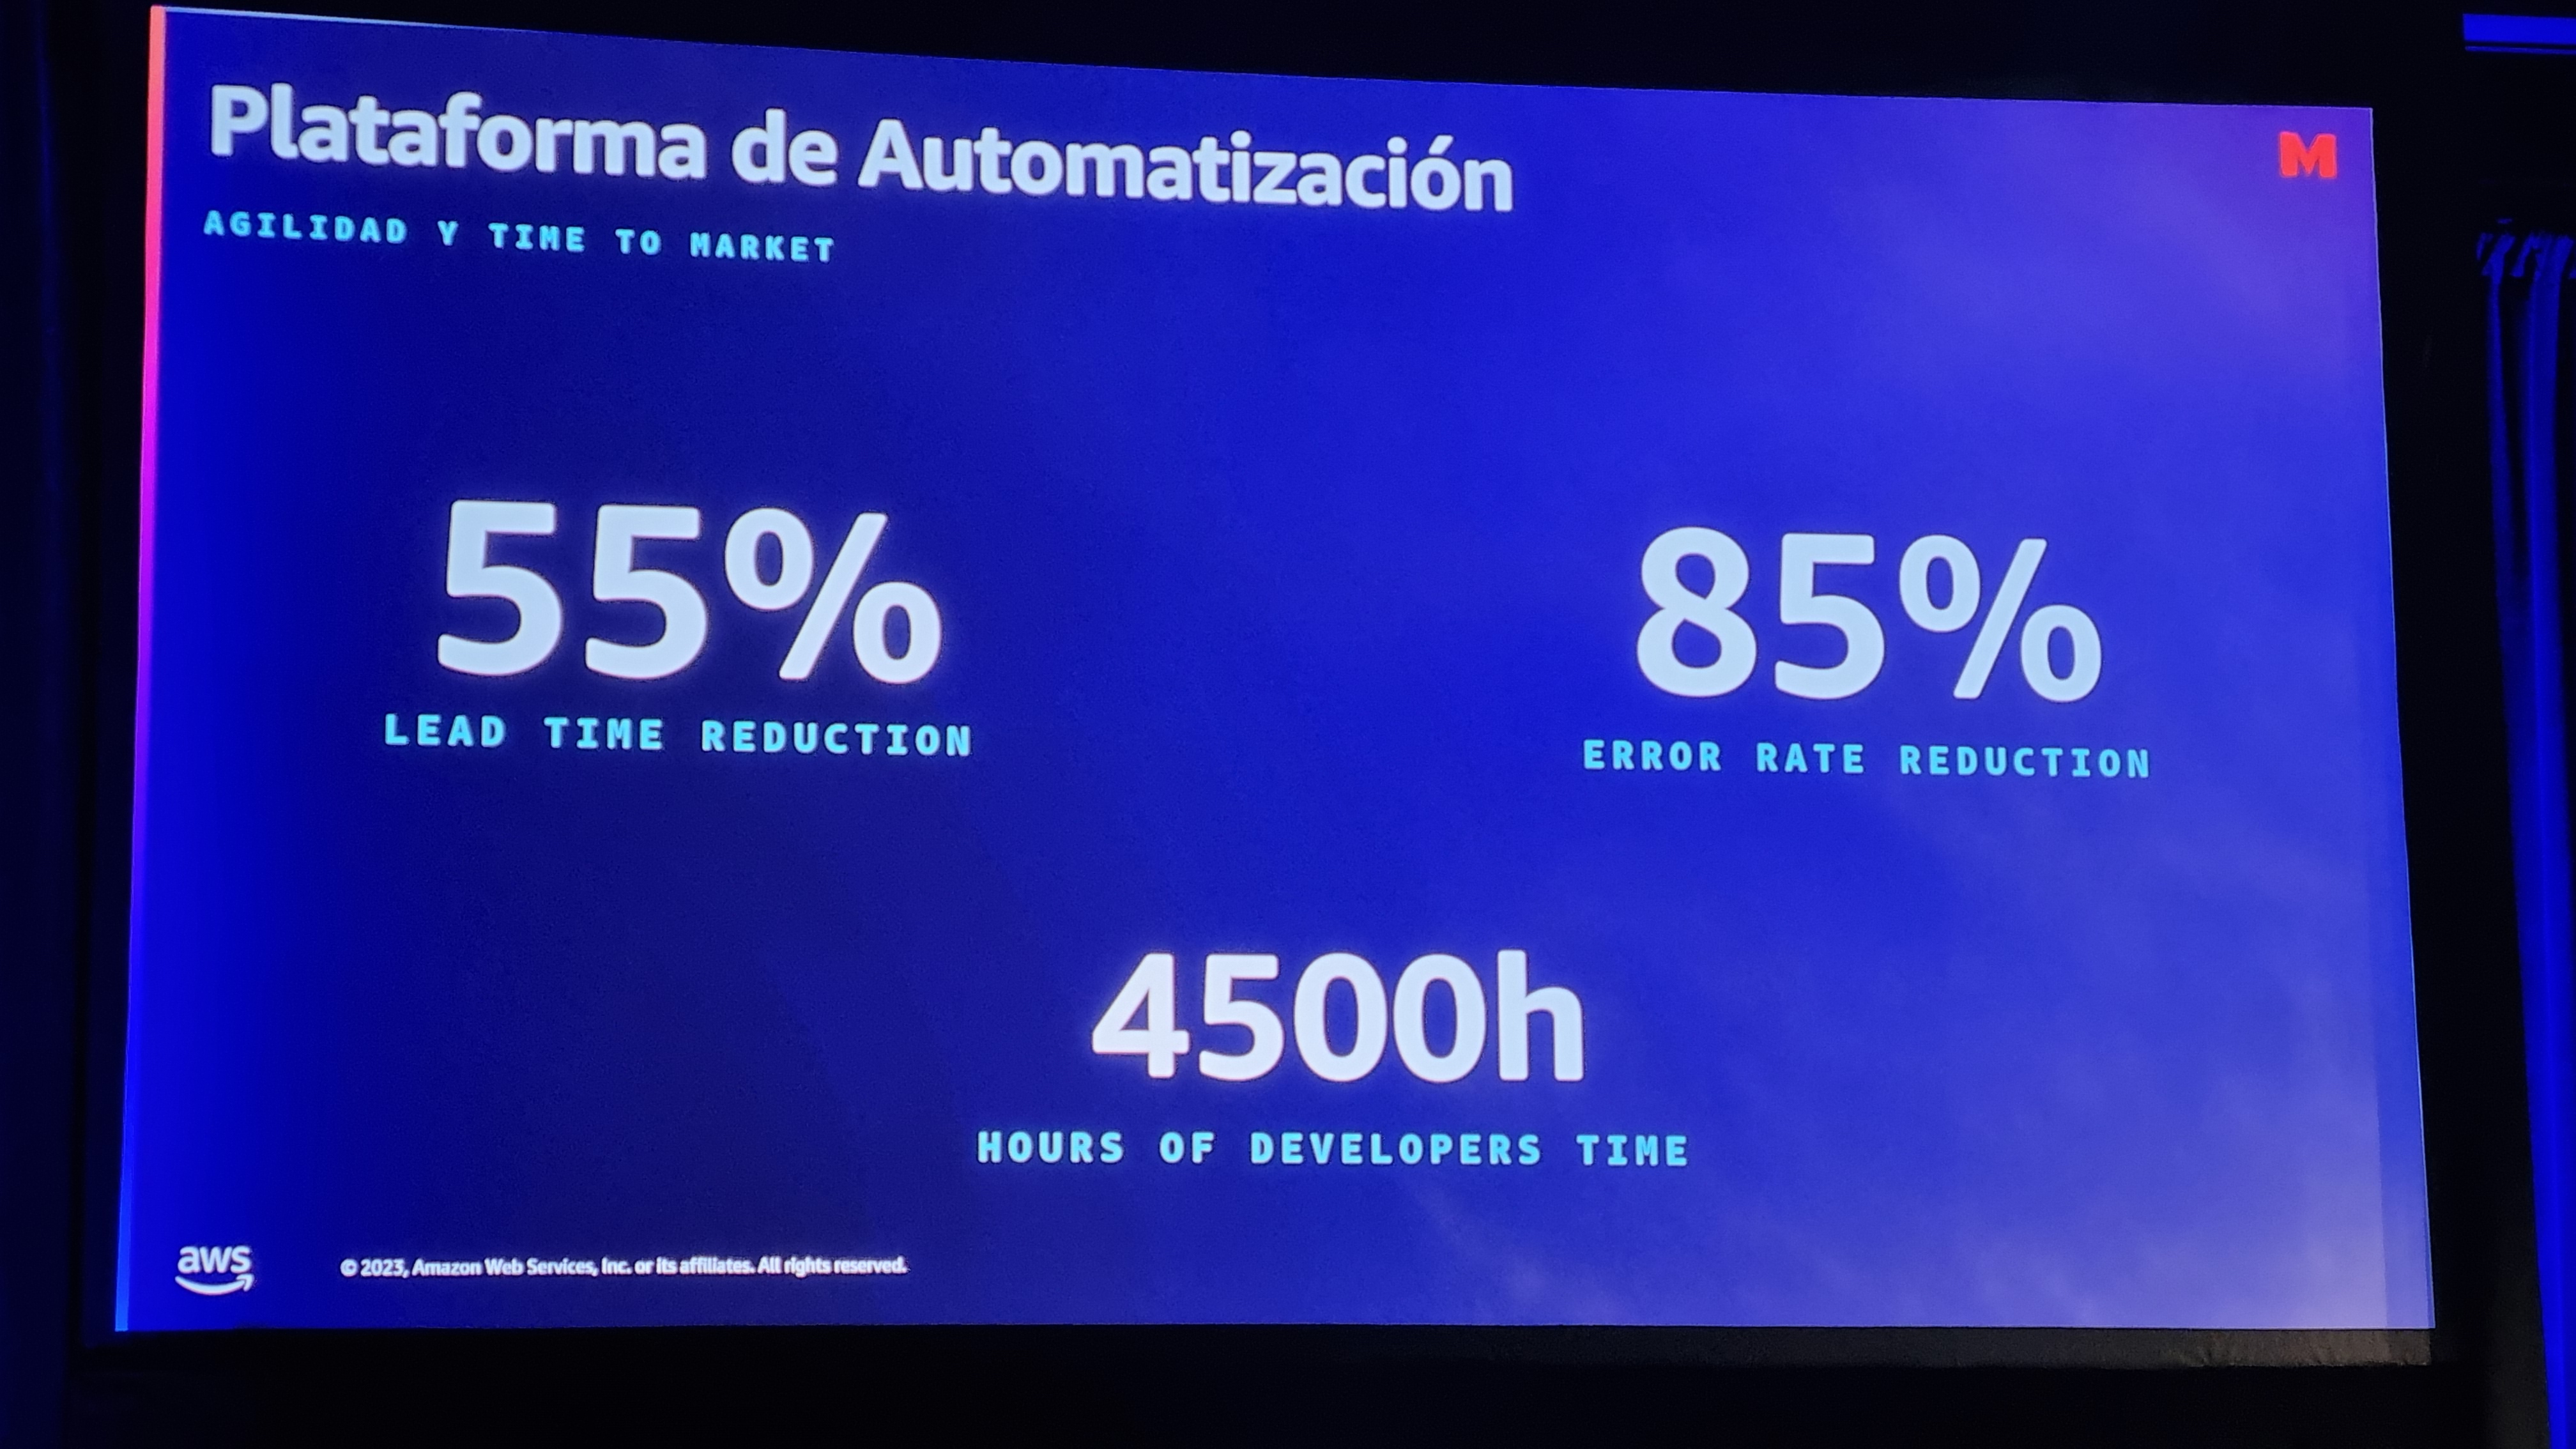 Plataforma de Automatización
M
AGILIDAD Y TIME TO MARKET
55%
LEAD TIME REDUCTION
85%
ERROR RATE REDUCTION
4500h
HOURS OF DEVELOPERS TIME
aws
© 2023, Amazon Web Services, Inc. or its affiliates. All rights reserved.